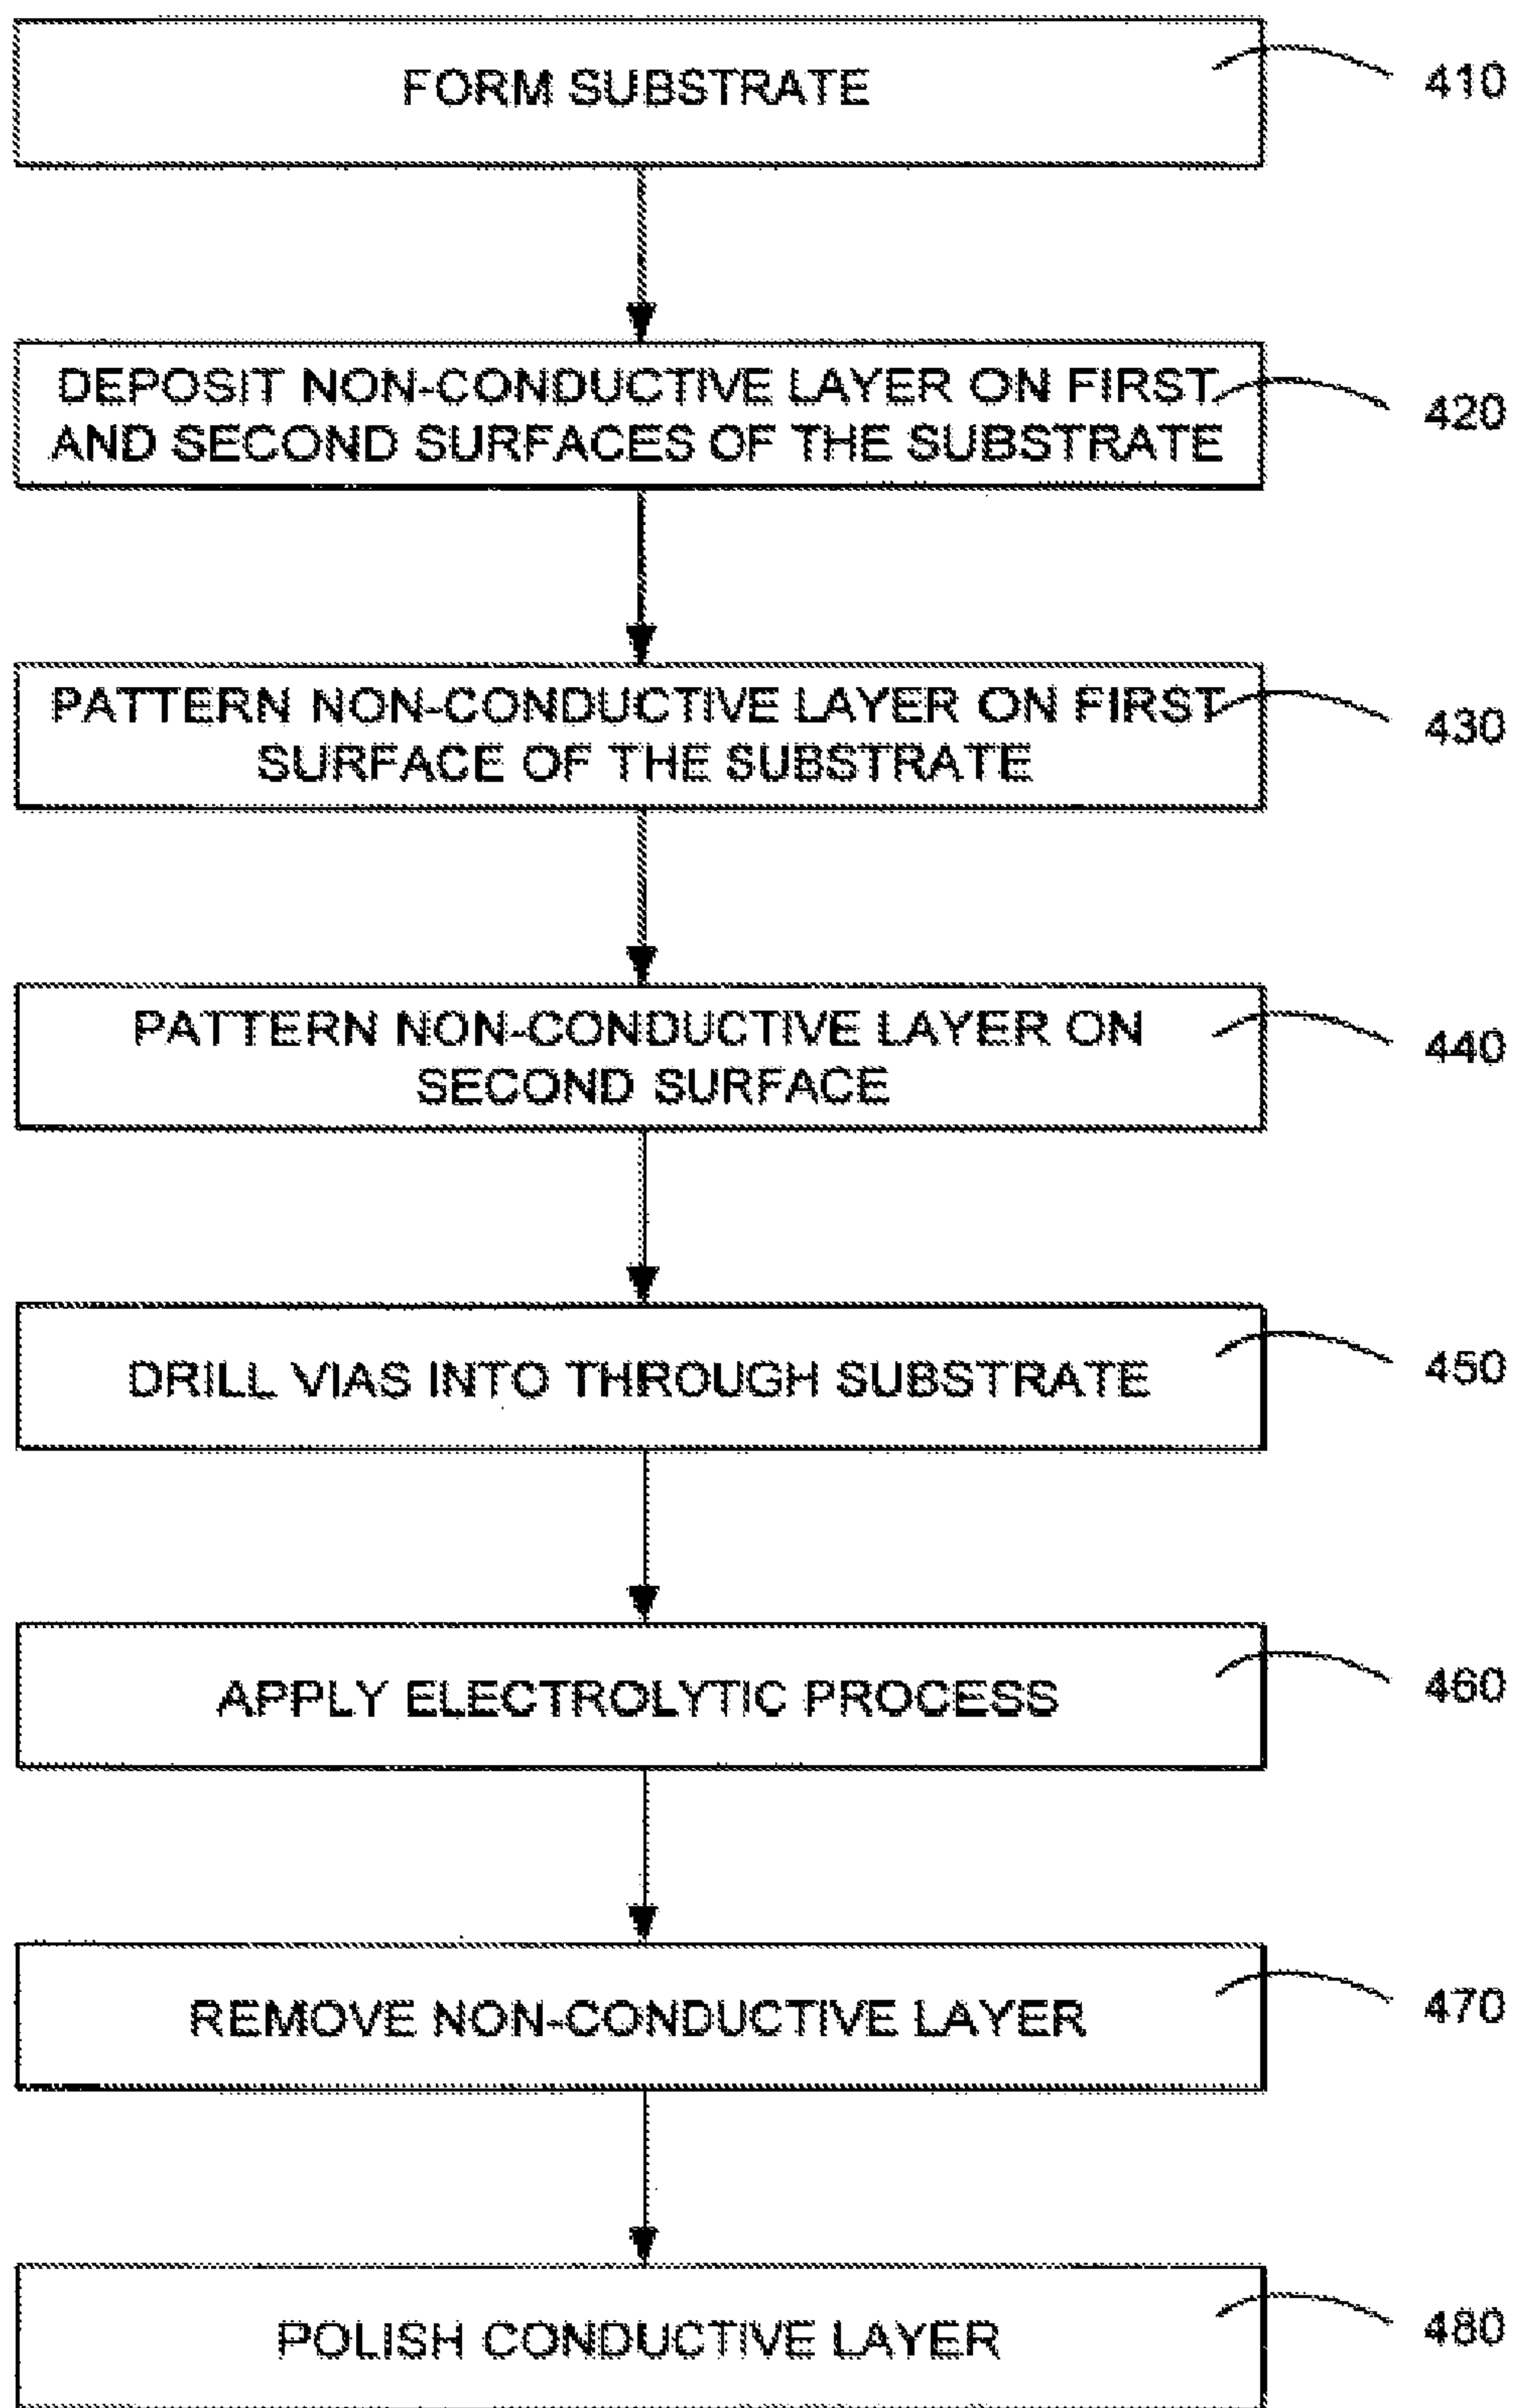 FORM SUBSTRATE
410
DEPOSIT NON-CONDUCTIVE LAYER ON FIRST
AND SECOND SURFACES OF THE SUBSTRATE
420
PATTERN NON-CONDUCTIVE LAYER ON FIRST
SURFACE OF THE SUBSTRATE
430
PATTERN NON-CONDUCTIVE LAYER ON
SECOND SURFACE
440
DRILL VIAS INTO THROUGH SUBSTRATE
450
APPLY ELECTROLYTIC PROCESS
460
REMOVE NON-CONDUCTIVE LAYER
470
POLISH CONDUCTIVE LAYER
480